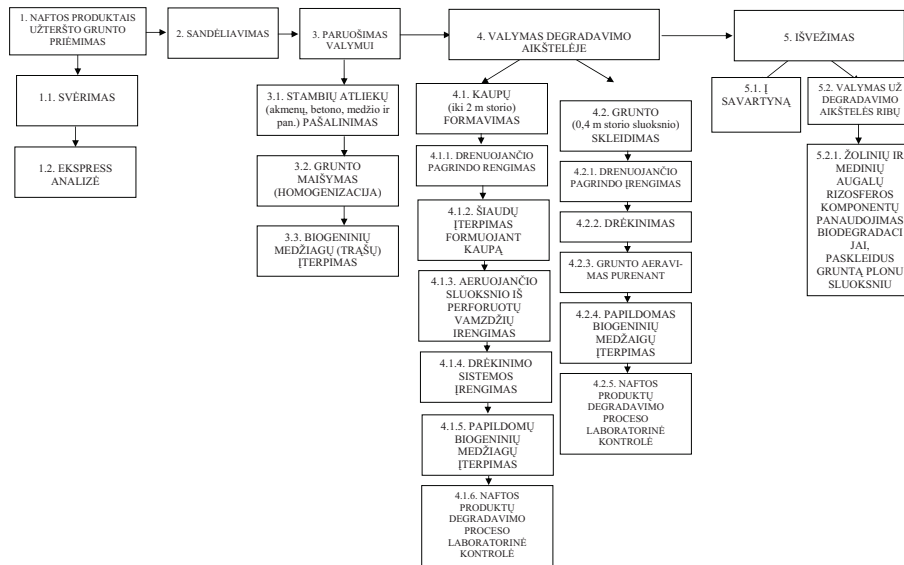 1. NAFTOS PRODUKTAIS
UŽTERŠTO GRUNTO
PRIĖMIMAS
2. SANDĖLIAVIMAS
3. PARUOŠIMAS
VALYMUI
4. VALYMAS DEGRADAVIMO
AIKŠTELĖJE
5. IŠVEŽIMAS
1.1. SVĖRIMAS
1.2. EKSPRESS
ANALIZĖ
3.1. STAMBIŲ ATLIEKŲ
(akmenų, betono, medžio ir
pan.) PAŠALINIMAS
3.2. GRUNTO
MAIŠYMAS
(HOMOGENIZACIJA)
3.3. BIOGENINIŲ
MEDŽIAGŲ (TRĄŠŲ)
ĮTERPIMAS
4.1. KAUPŲ
(iki 2 m storio)
FORMAVIMAS
4.1.1. DRENUOJANČIO
PAGRINDO RENGIMAS
4.1.2. ŠIAUDŲ
ĮTERPIMAS
FORMUOJANT
KAUPĄ
4.1.3. AERUOJANČIO
SLUOKSNIO IŠ
PERFORUOTŲ
VAMZDŽIŲ
IRENGIMAS
4.1.4. DRĖKINIMO
SISTEMOS
ĮRENGIMAS
4.1.5. PAPILDOMŲ
BIOGENINIŲ
MEDŽIAGŲ
ĮTERPIMAS
4.1.6. NAFTOS
PRODUKTŲ
DEGRADAVIMO
PROCESO
LABORATORINĖ
KONTROLĖ
4.2. GRUNTO
(0,4 m storio sluoksnio)
SKLEIDIMAS
4.2.1. DRENUOJANČIO
PAGRINDO ĮRENGIMAS
4.2.2. DRĖKINIMAS
4.2.3. GRUNTO AERAVI-
MAS PURENANT
4.2.4. PAPILDOMAS
BIOGENINIŲ
MEDŽAIGŲ
ĮTERPIMAS
4.2.5. NAFTOS
PRODUKTŲ
DEGRADAVIMO
PROCESO
LABORATORINĖ
KONTROLĖ
5.1. Į
SAVARTYNĄ
5.2. VALYMAS UŽ
DEGRADAVIMO
AIKŠTELĖS RIBŲ
5.2.1. ŽOLINIŲ IR
MEDINIŲ
AUGALŲ
RIZOSFEROS
KOMPONENTŲ
PANAUDOJIMAS
BIODEGRADACI
JAI,
PASKLEIDUS
GRUNTĄ PLONU
SLUOKSNIU